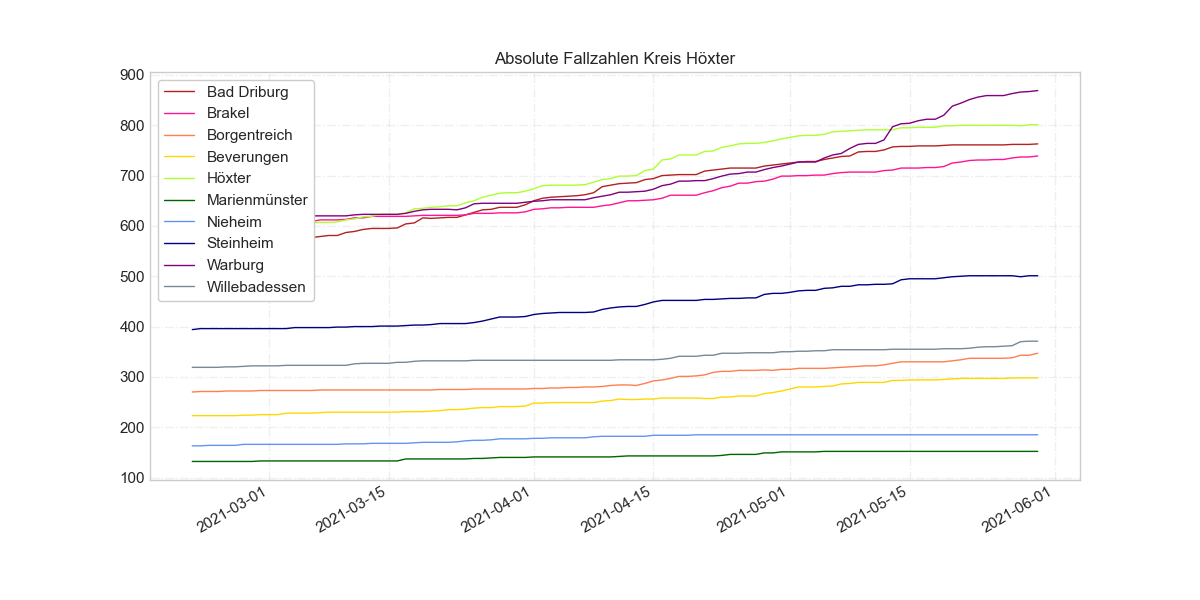 Absolute Fallzahlen Kreis Höxter
900
800
700
600
500
400
300
200
100
Bad Driburg
Brakel
Borgentreich
Beverungen
Höxter
Marienmünster
Nieheim
Steinheim
Warburg
Willebadessen
2021-03-01
2021-03-15
2021-04-01
2021-04-15
2021-05-01
2021-05-15
2021-06-01